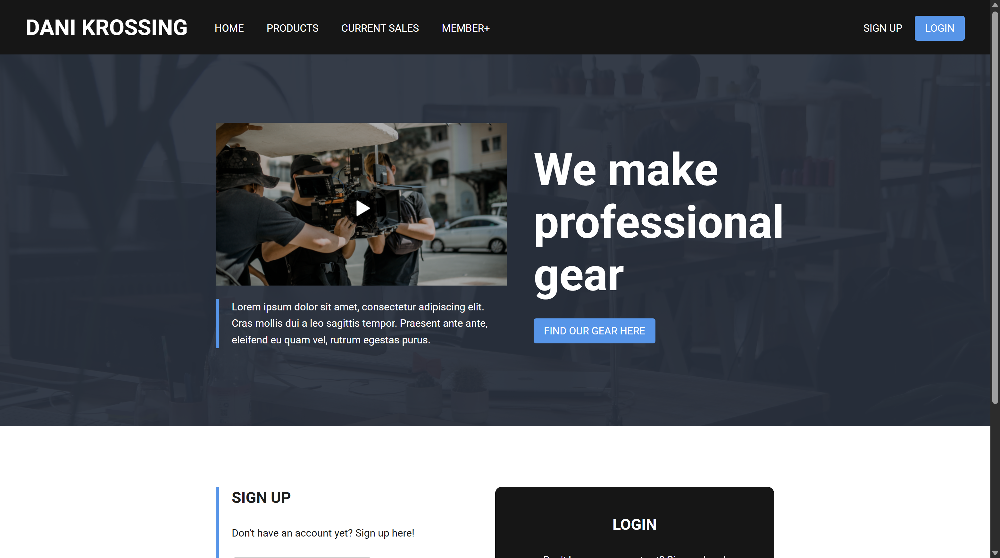 DANI KROSSING
HOME PRODUCTS CURRENT SALES MEMBER+
SIGN UP LOGIN
RED
We make
professional
gear
Lorem ipsum dolor sit amet, consectetur adipiscing elit.
Cras mollis dui a leo sagittis tempor. Praesent ante ante,
eleifend eu quam vel, rutrum egestas purus.
FIND OUR GEAR HERE
SIGN UP
Don't have an account yet? Sign up here!
LOGIN